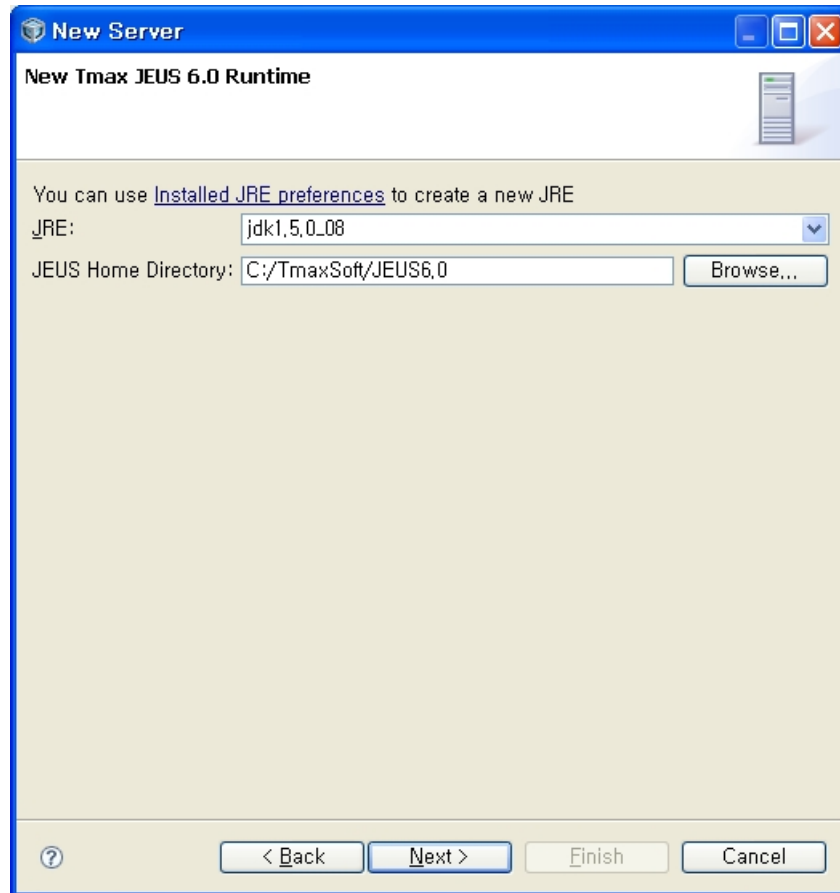 New Server
New Tmax JEUS 6.0 Runtime
You can use Installed JRE preferences to create a new JRE
JRE: jdk1,5,0_08
JEUS Home Directory: C:/TmaxSoft/JEUS6,0 Browse,,,
< Back Next > Finish Cancel